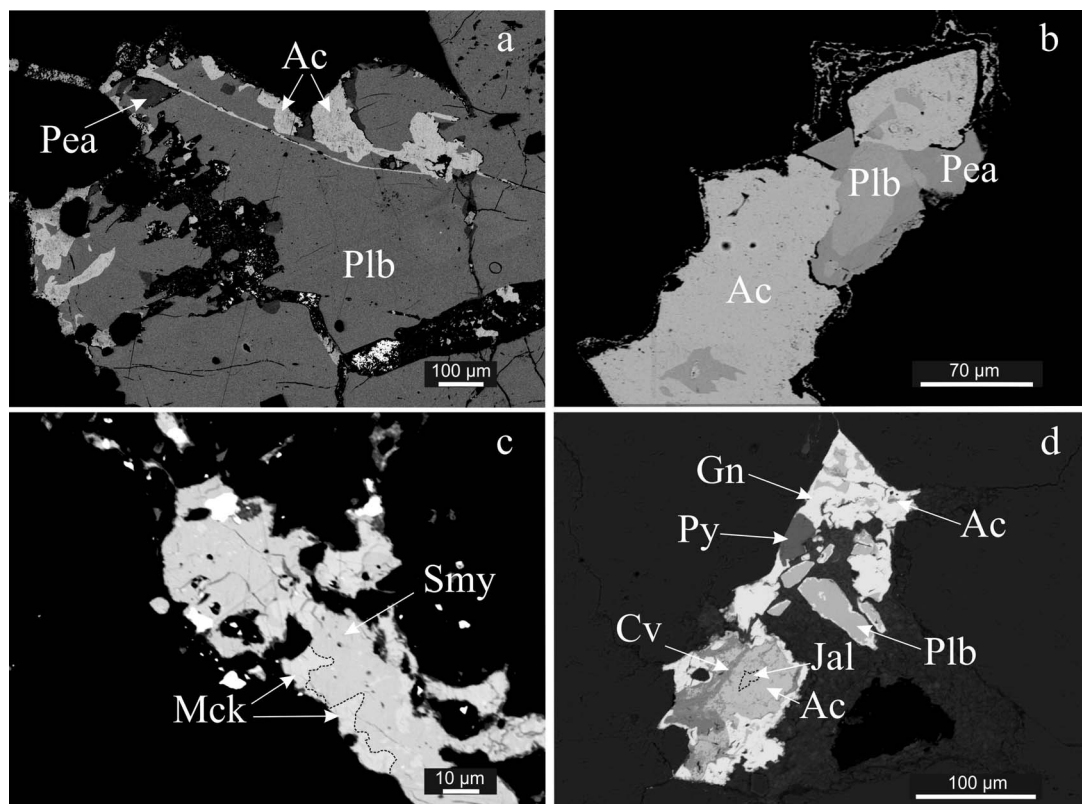 a
Ac
Pea
Plb
100 µm
b
Plb
Pea
Ac
70 µm
c
Smy
Mck
10 µm
d
Gn
Ac
Py
Cv
Jal
Plb
Ac
100 µm